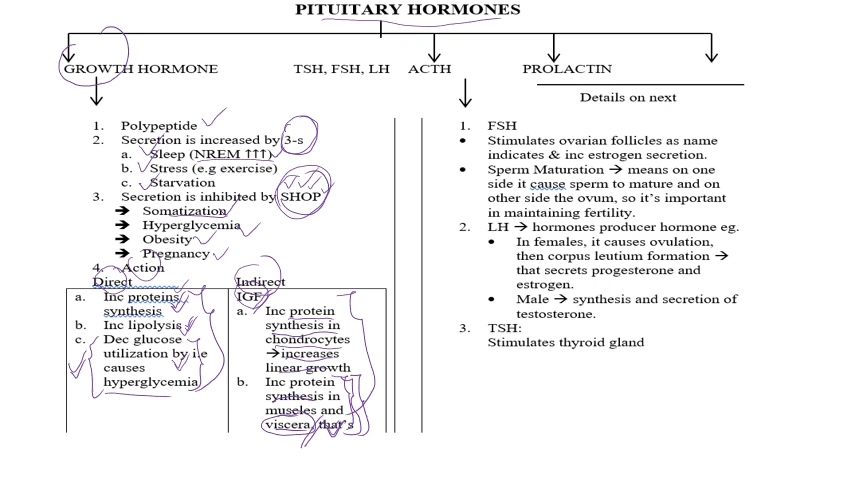 PITUITARY HORMONES
GROWTH HORMONE
TSH, FSH, LH
ACTH
PROLACTIN
Details on next
1. Polypeptide
2. Secretion is increased by 3-s
a. Sleep (NREM ↑↑↑)
b. Stress (e.g exercise)
c. Starvation
3. Secretion is inhibited by SHOP
➔ Somatization
➔ Hyperglycemia
➔ Obesity
➔ Pregnancy
4. Action
Direct
a. Inc proteins
synthesis
b. Inc lipolysis
c. Dec glucose
utilization by i.e
causes
hyperglycemia
Indirect
IGF
a. Inc protein
synthesis in
chondrocytes
→increases
linear growth
b. Inc protein
synthesis in
museles and
viscera, that's
1. FSH
• Stimulates ovarian follicles as name
indicates & inc estrogen secretion.
• Sperm Maturation → means on one
side it cause sperm to mature and on
other side the ovum, so it's important
in maintaining fertility.
2. LH → hormones producer hormone eg.
• In females, it causes ovulation,
then corpus leutium formation →
that secrets progesterone and
estrogen.
• Male → synthesis and secretion of
testosterone.
3. TSH:
Stimulates thyroid gland